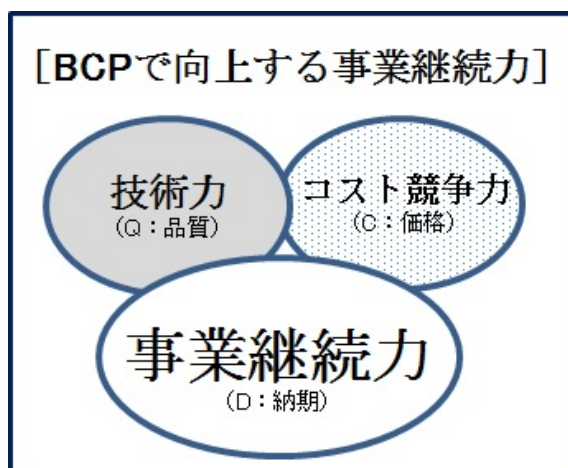 [BCPで向上する事業継続力]
技術力
(Q:品質)
コスト競争力
(C:価格)
事業継続力
(D:納期)